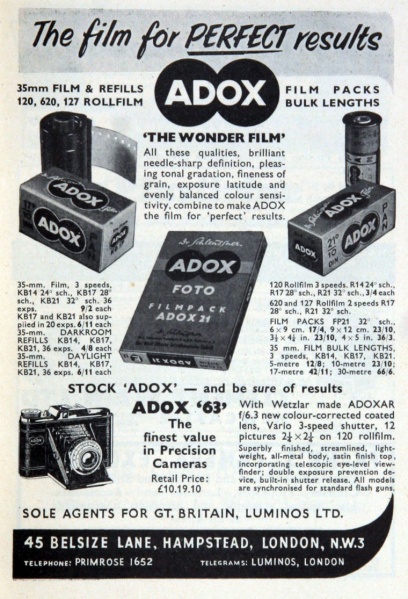 The film for PERFECT results
35mm FILM & REFILLS
120, 620, 127 ROLLFILM
ADOX
FILM PACKS
BULK LENGTHS
'THE WONDER FILM'
All these qualities, brilliant
needle-sharp definition, pleas-
ing tonal gradation, fineness of
grain, exposure latitude and
evenly balanced colour sensi-
tivity, combine to make ADOX
the film for 'perfect' results.
ADOX
ADOX
ADOX
ADOX
PAN
Dr. Schleussner
ADOX
FOTO
FILMPACK
ADOX 21
ADOX 21
35-mm. Film, 3 speeds,
KB14 24° sch., KB17 28°
sch., KB21 32° sch. 36
exps. 9/2 each
KB17 and KB21 also sup-
plied in 20 exps. 6/11 each
35-mm. DARKROOM
REFILLS KB14, KB17,
KB21, 36 exps. 4/8 each
35-mm. DAYLIGHT
REFILLS KB14, KB17,
KB21, 36 exps. 6/11 each
120 Rollfilm 3 speeds. R14 24° sch.,
R17 28° sch., R21 32° sch., 3/4 each
620 and 127 Rollfilm 2 speeds R17
28° sch., R21 32° sch.
FILM PACKS FP21 32° sch.,
6 × 9 cm. 17/4, 9 × 12 cm. 23/10,
3¼ × 4¼ in. 23/10, 4 × 5 in. 36/3.
35 mm. FILM BULK LENGTHS,
3 speeds, KB14, KB17, KB21.
5-metre 12/8; 10-metre 23/10;
17-metre 42/11; 30-metre 66/6.
STOCK 'ADOX' — and be sure of results
ADOX '63'
The
finest value
in Precision
Cameras
Retail Price:
£10.19.10
With Wetzlar made ADOXAR
f/6.3 new colour-corrected coated
lens, Vario 3-speed shutter, 12
pictures 2¼ × 2¼ on 120 rollfilm.
Superbly finished, streamlined, light-
weight, all-metal body, satin finish top,
incorporating telescopic eye-level view-
finder; double exposure prevention de-
vice, built-in shutter release. All models
are synchronised for standard flash guns.
SOLE AGENTS FOR GT. BRITAIN, LUMINOS LTD.
45 BELSIZE LANE, HAMPSTEAD, LONDON, N.W.3
TELEPHONE: PRIMROSE 1652
TELEGRAMS: LUMINOS, LONDON